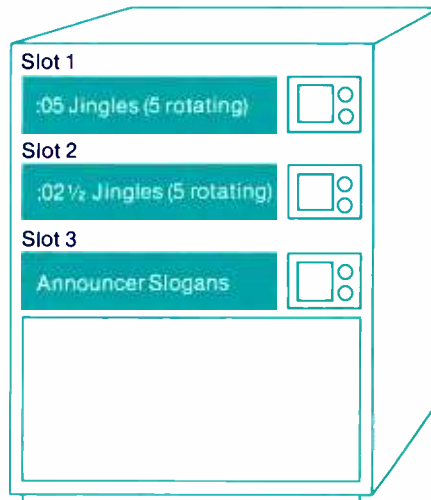 Slot 1
:05 Jingles (5 rotating)
Slot 2
:02½ Jingles (5 rotating)
Slot 3
Announcer Slogans